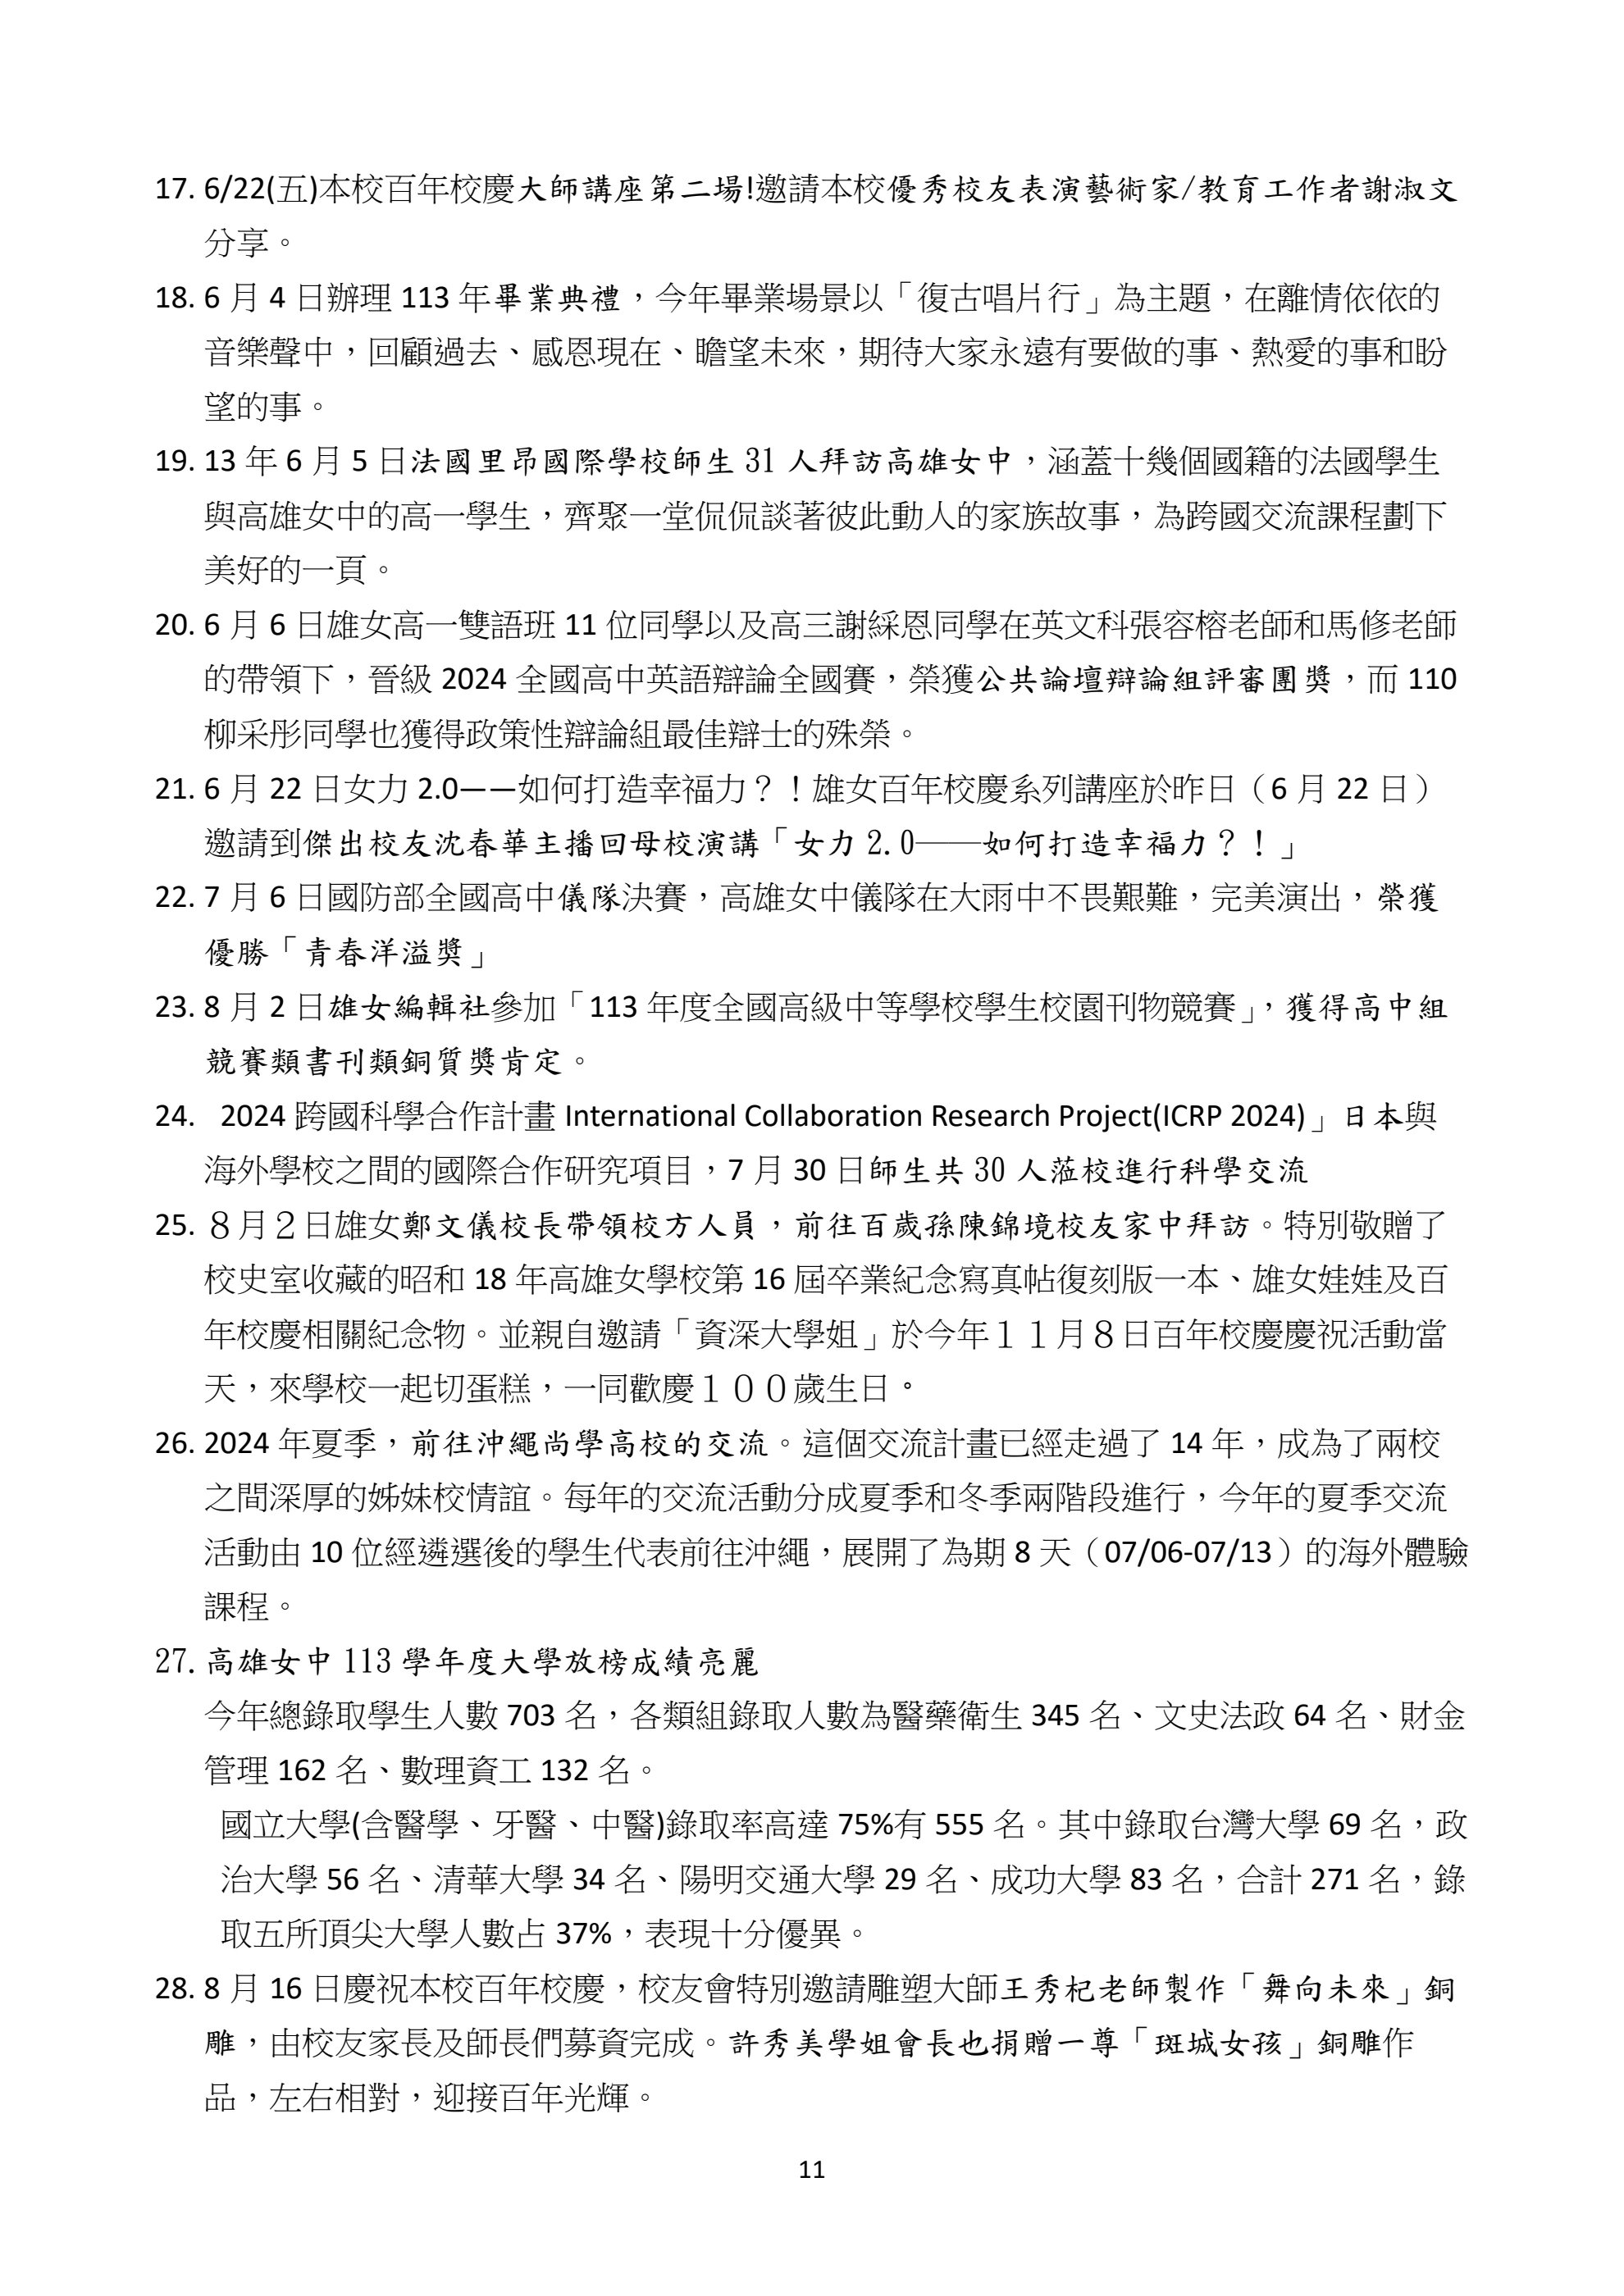 17. 6/22(五)本校百年校慶大師講座第二場!邀請本校優秀校友表演藝術家/教育工作者謝淑文
分享。
18. 6 月 4 日辦理 113 年畢業典禮，今年畢業場景以「復古唱片行」為主題，在離情依依的
音樂聲中，回顧過去、感恩現在、瞻望未來，期待大家永遠有要做的事、熱愛的事和盼
望的事。
19. 13 年 6 月 5 日法國里昂國際學校師生 31 人拜訪高雄女中，涵蓋十幾個國籍的法國學生
與高雄女中的高一學生，齊聚一堂侃侃談著彼此動人的家族故事，為跨國交流課程劃下
美好的一頁。
20. 6 月 6 日雄女高一雙語班 11 位同學以及高三謝綵恩同學在英文科張容榕老師和馬修老師
的帶領下，晉級 2024 全國高中英語辯論全國賽，榮獲公共論壇辯論組評審團獎，而 110
柳采彤同學也獲得政策性辯論組最佳辯士的殊榮。
21. 6 月 22 日女力 2.0——如何打造幸福力？！雄女百年校慶系列講座於昨日（6 月 22 日）
邀請到傑出校友沈春華主播回母校演講「女力 2.0——如何打造幸福力？！」
22. 7 月 6 日國防部全國高中儀隊決賽，高雄女中儀隊在大雨中不畏艱難，完美演出，榮獲
優勝「青春洋溢獎」
23. 8 月 2 日雄女編輯社參加「113 年度全國高級中等學校學生校園刊物競賽」，獲得高中組
競賽類書刊類銅質獎肯定。
24. 2024 跨國科學合作計畫 International Collaboration Research Project(ICRP 2024)」日本與
海外學校之間的國際合作研究項目，7 月 30 日師生共 30 人蒞校進行科學交流
25. ８月２日雄女鄭文儀校長帶領校方人員，前往百歲孫陳錦境校友家中拜訪。特別敬贈了
校史室收藏的昭和 18 年高雄女學校第 16 屆卒業紀念寫真帖復刻版一本、雄女娃娃及百
年校慶相關紀念物。並親自邀請「資深大學姐」於今年１１月８日百年校慶慶祝活動當
天，來學校一起切蛋糕，一同歡慶１００歲生日。
26. 2024 年夏季，前往沖繩尚學高校的交流。這個交流計畫已經走過了 14 年，成為了兩校
之間深厚的姊妹校情誼。每年的交流活動分成夏季和冬季兩階段進行，今年的夏季交流
活動由 10 位經遴選後的學生代表前往沖繩，展開了為期 8 天（07/06-07/13）的海外體驗
課程。
27. 高雄女中 113 學年度大學放榜成績亮麗
今年總錄取學生人數 703 名，各類組錄取人數為醫藥衛生 345 名、文史法政 64 名、財金
管理 162 名、數理資工 132 名。
國立大學(含醫學、牙醫、中醫)錄取率高達 75%有 555 名。其中錄取台灣大學 69 名，政
治大學 56 名、清華大學 34 名、陽明交通大學 29 名、成功大學 83 名，合計 271 名，錄
取五所頂尖大學人數占 37%，表現十分優異。
28. 8 月 16 日慶祝本校百年校慶，校友會特別邀請雕塑大師王秀杞老師製作「舞向未來」銅
雕，由校友家長及師長們募資完成。許秀美學姐會長也捐贈一尊「斑城女孩」銅雕作
品，左右相對，迎接百年光輝。
11